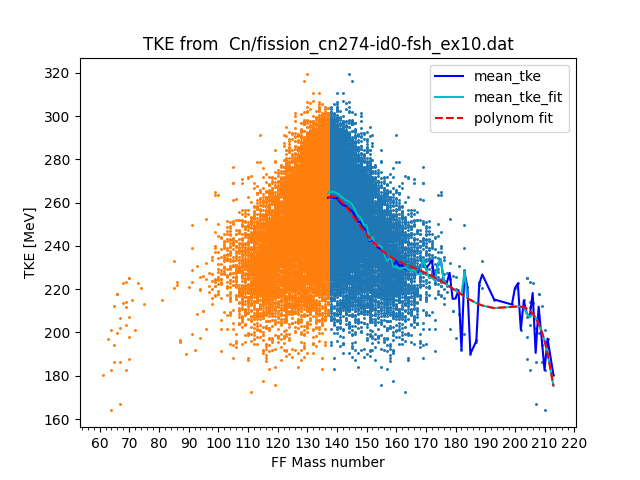 TKE from  Cn/fission_cn274-id0-fsh_ex10.dat
mean_tke
mean_tke_fit
polynom fit
TKE [MeV]
320
300
280
260
240
220
200
180
160
60 70 80 90 100 110 120 130 140 150 160 170 180 190 200 210 220
FF Mass number